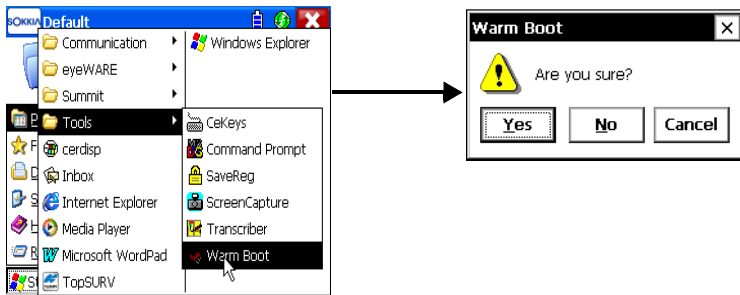 SOKKIA Default
Communication
Windows Explorer
eyeWARE
Summit
P Tools
CeKeys
F cerdisp
Command Prompt
D Inbox
SaveReg
S Internet Explorer
ScreenCapture
H Media Player
Transcriber
R Microsoft WordPad
Warm Boot
St TopSURV
Warm Boot
Are you sure?
Yes No Cancel